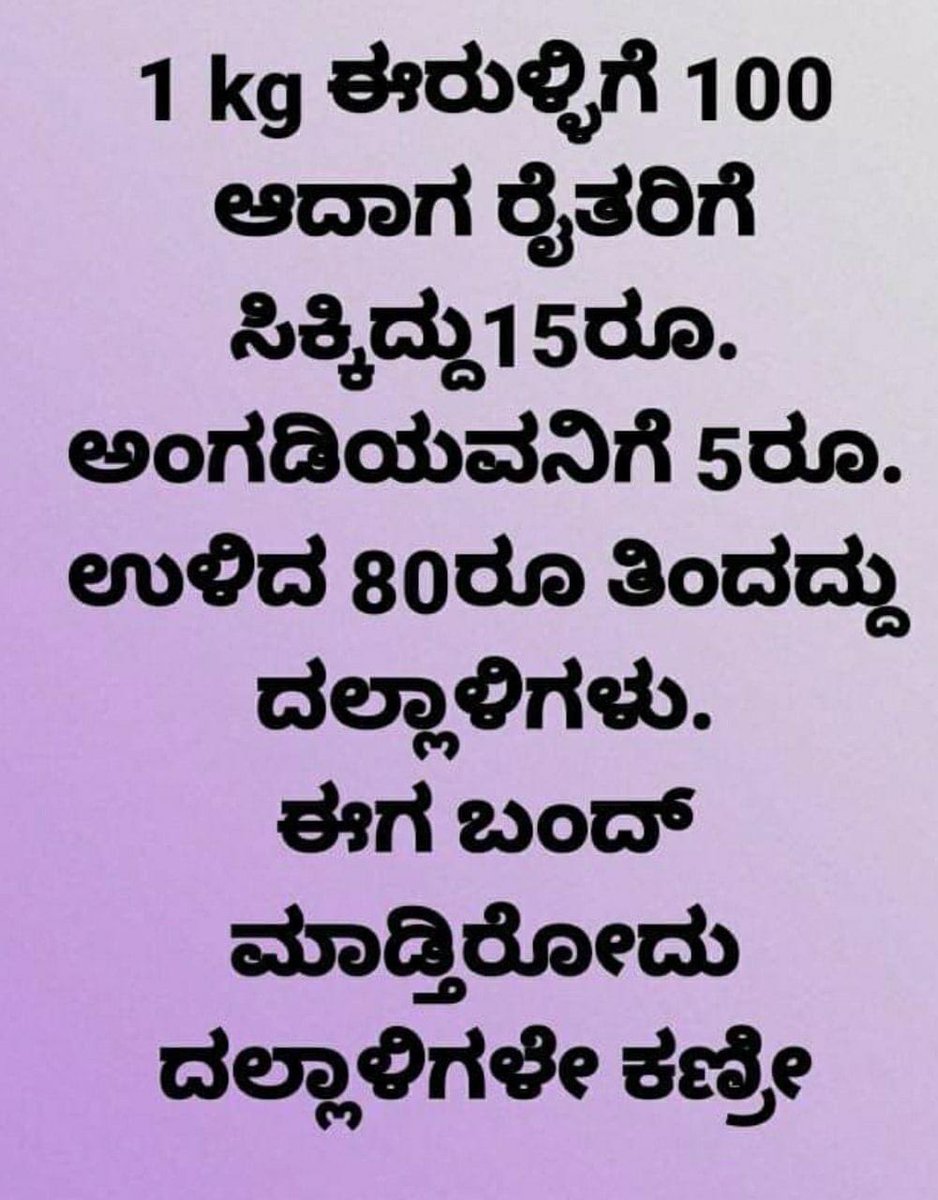 1 kg ಈರುಳ್ಳಿಗೆ 100
ಆದಾಗ ರೈತರಿಗೆ
ಸಿಕ್ಕಿದ್ದು15ರೂ.
ಅಂಗಡಿಯವನಿಗೆ 5ರೂ.
ಉಳಿದ 80ರೂ ತಿಂದದ್ದು
ದಲ್ಲಾಳಿಗಳು.
ಈಗ ಬಂದ್
ಮಾಡ್ತಿರೋದು
ದಲ್ಲಾಳಿಗಳೇ ಕಣ್ರೀ